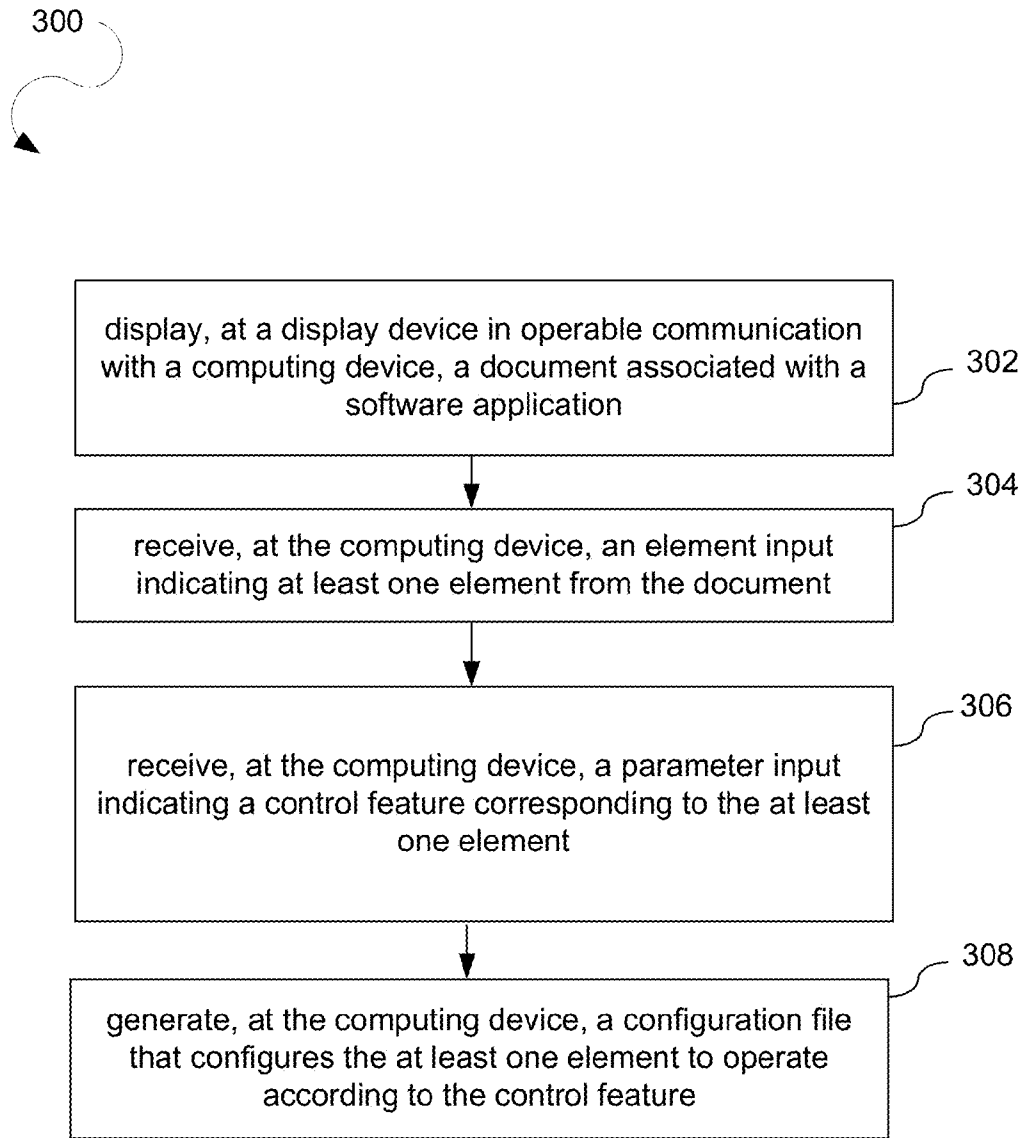 300
display, at a display device in operable communication
with a computing device, a document associated with a
software application
302
304
receive, at the computing device, an element input
indicating at least one element from the document
306
receive, at the computing device, a parameter input
indicating a control feature corresponding to the at least
one element
308
generate, at the computing device, a configuration file
that configures the at least one element to operate
according to the control feature